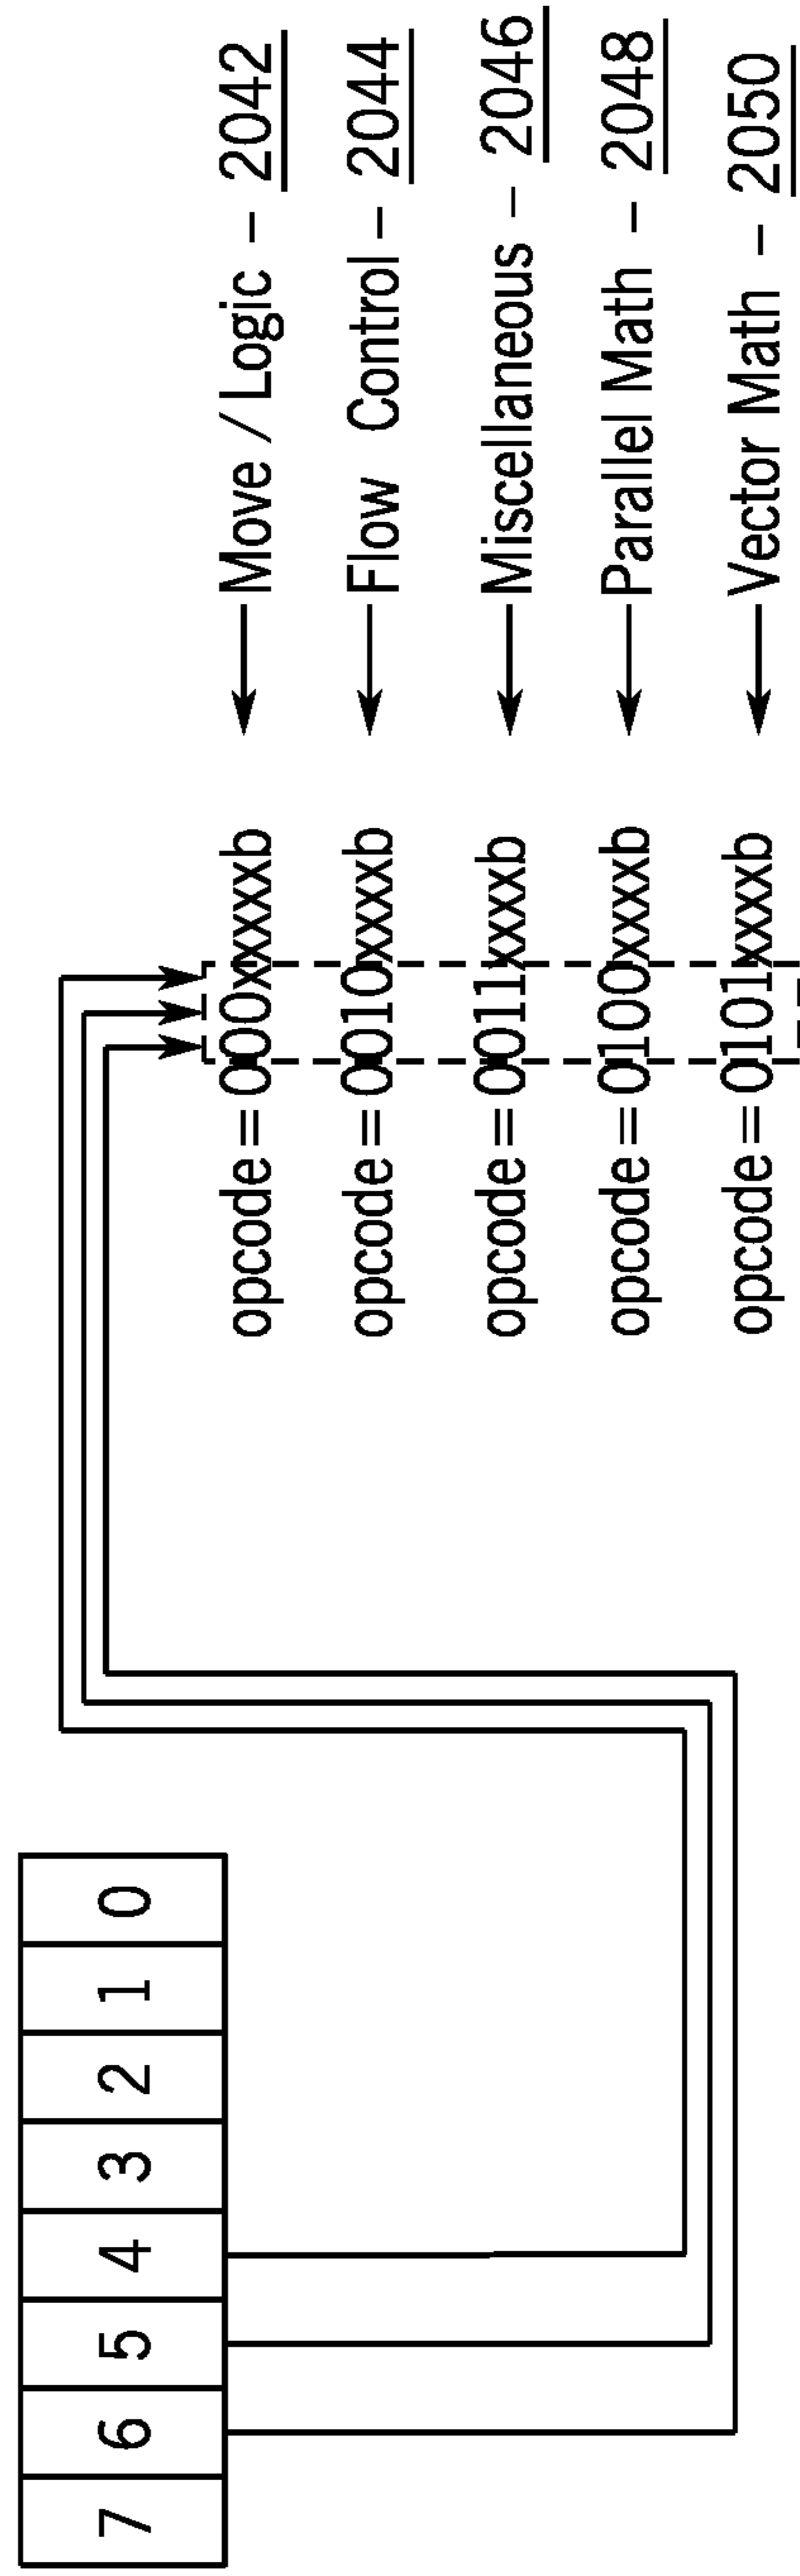 7 6 5 4 3 2 1 0
opcode=000xxxxxb Move / Logic – 2042
opcode=0010xxxxb Flow Control – 2044
opcode=0011xxxxb Miscellaneous – 2046
opcode=0100xxxxb Parallel Math – 2048
opcode=0101xxxxb Vector Math – 2050